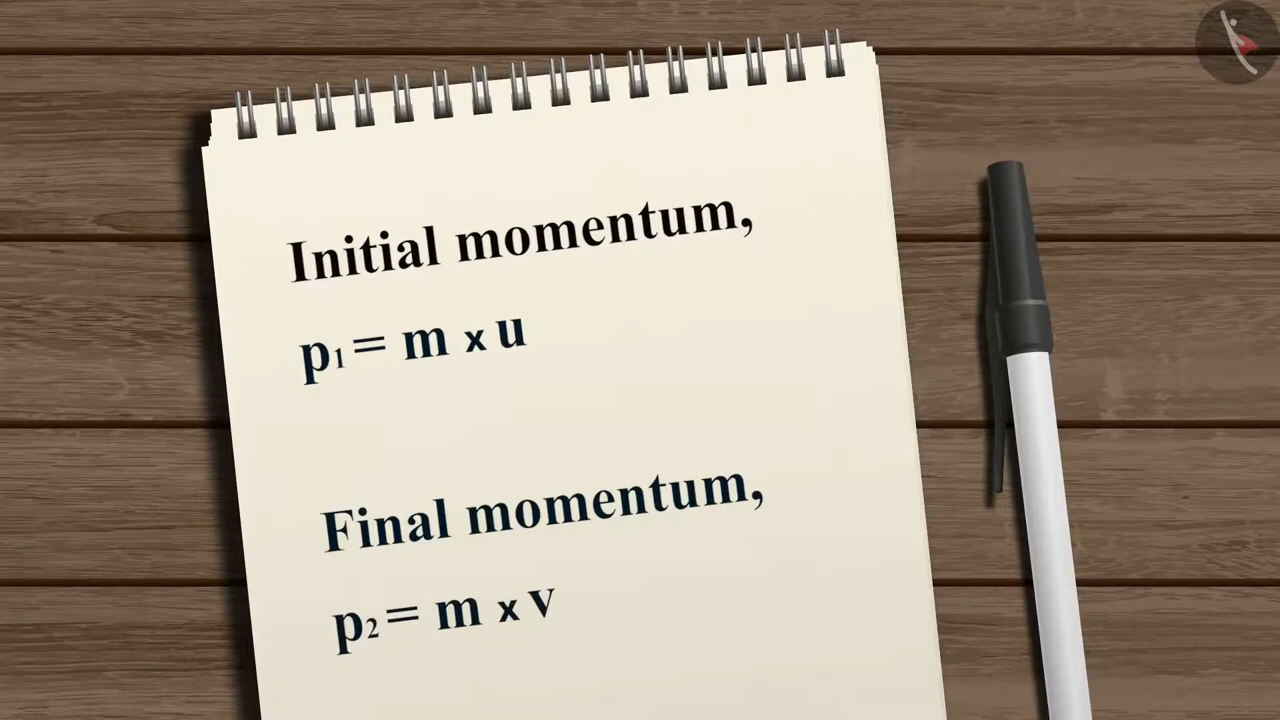 Initial momentum,
p₁ = m x u
Final momentum,
p₂ = m x v